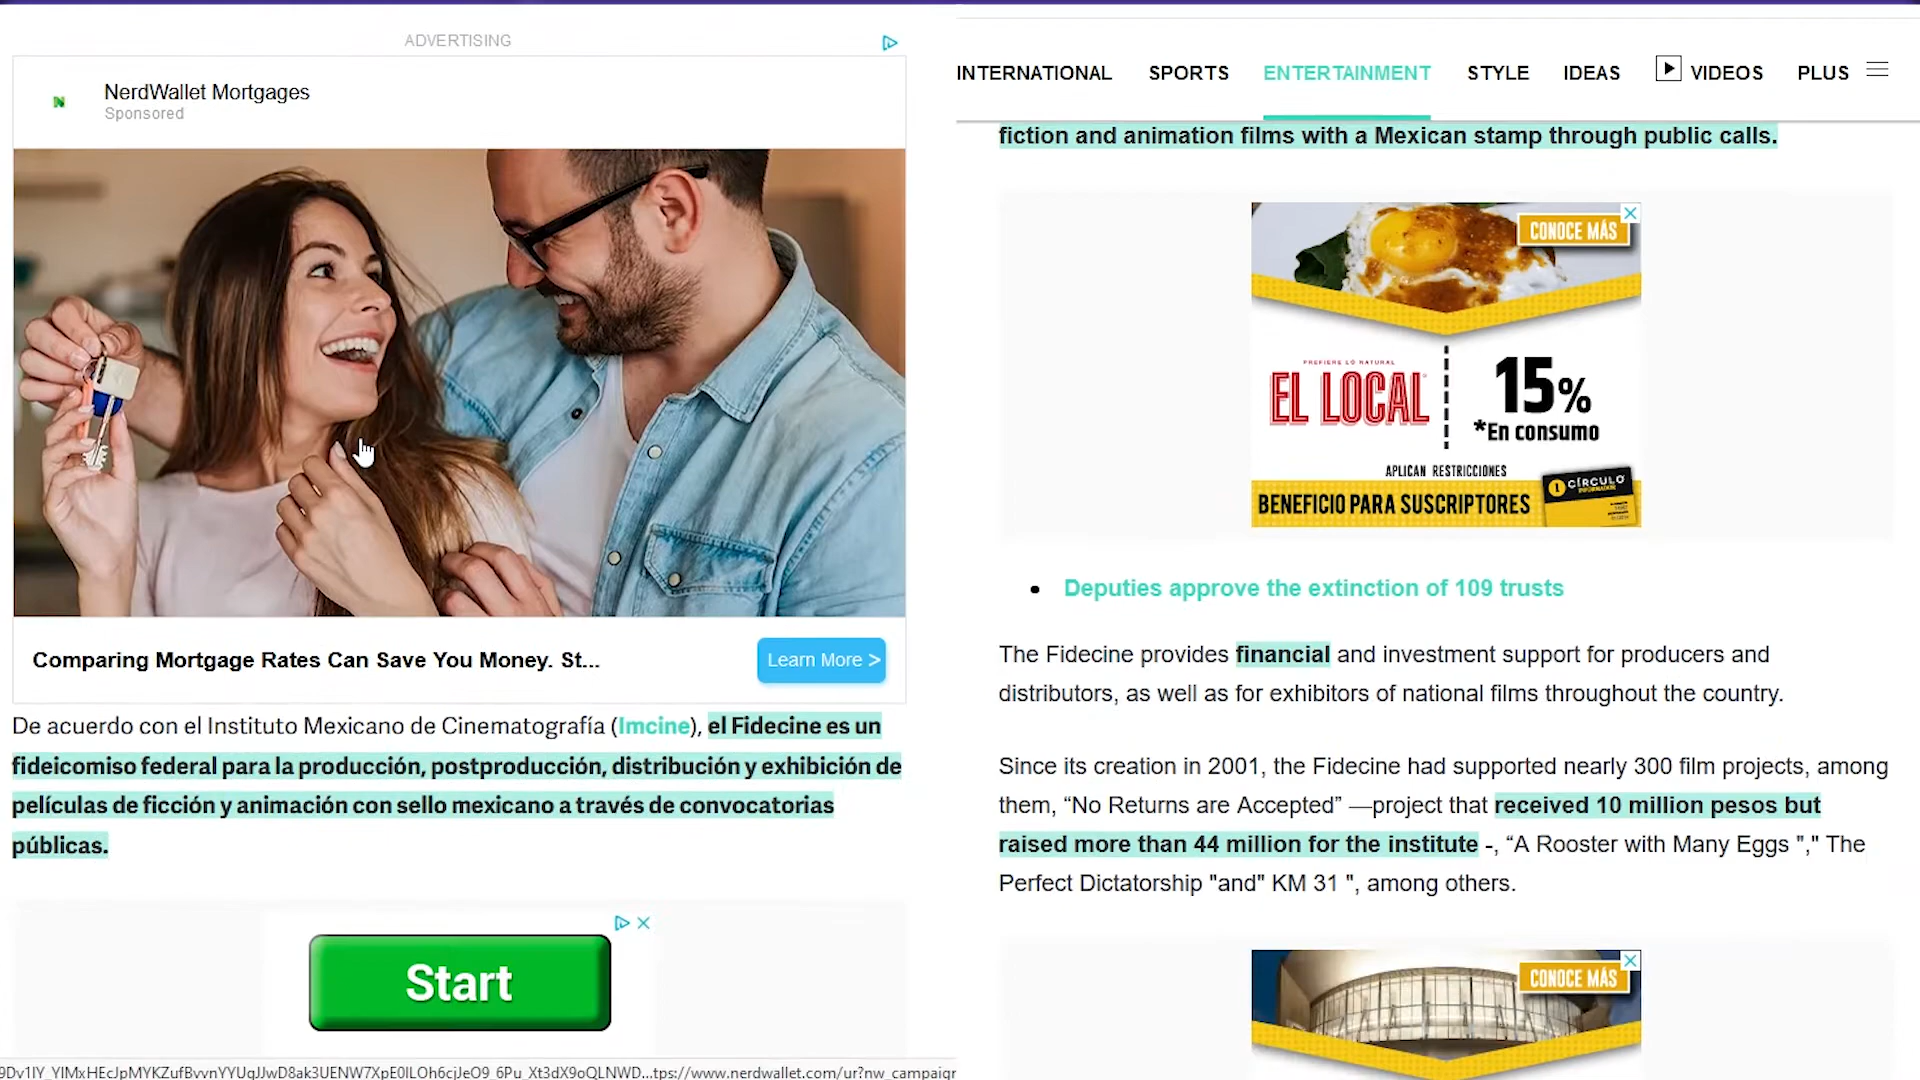 ADVERTISING
NerdWallet Mortgages
Sponsored
Comparing Mortgage Rates Can Save You Money. St...
Learn More >
De acuerdo con el Instituto Mexicano de Cinematografía (Imcine), el Fidecine es un
fideicomiso federal para la producción, postproducción, distribución y exhibición de
películas de ficción y animación con sello mexicano a través de convocatorias
públicas.
Start
INTERNATIONAL SPORTS ENTERTAINMENT STYLE IDEAS VIDEOS PLUS
fiction and animation films with a Mexican stamp through public calls.
CONOCE MÁS
PREFIERE LO NATURAL
EL LOCAL
15%
*En consumo
APLICAN RESTRICCIONES
BENEFICIO PARA SUSCRIPTORES
CÍRCULO
INFORMADOR
• Deputies approve the extinction of 109 trusts
The Fidecine provides financial and investment support for producers and
distributors, as well as for exhibitors of national films throughout the country.
Since its creation in 2001, the Fidecine had supported nearly 300 film projects, among
them, “No Returns are Accepted” —project that received 10 million pesos but
raised more than 44 million for the institute -, “A Rooster with Many Eggs "," The
Perfect Dictatorship "and" KM 31 ", among others.
CONOCE MÁS